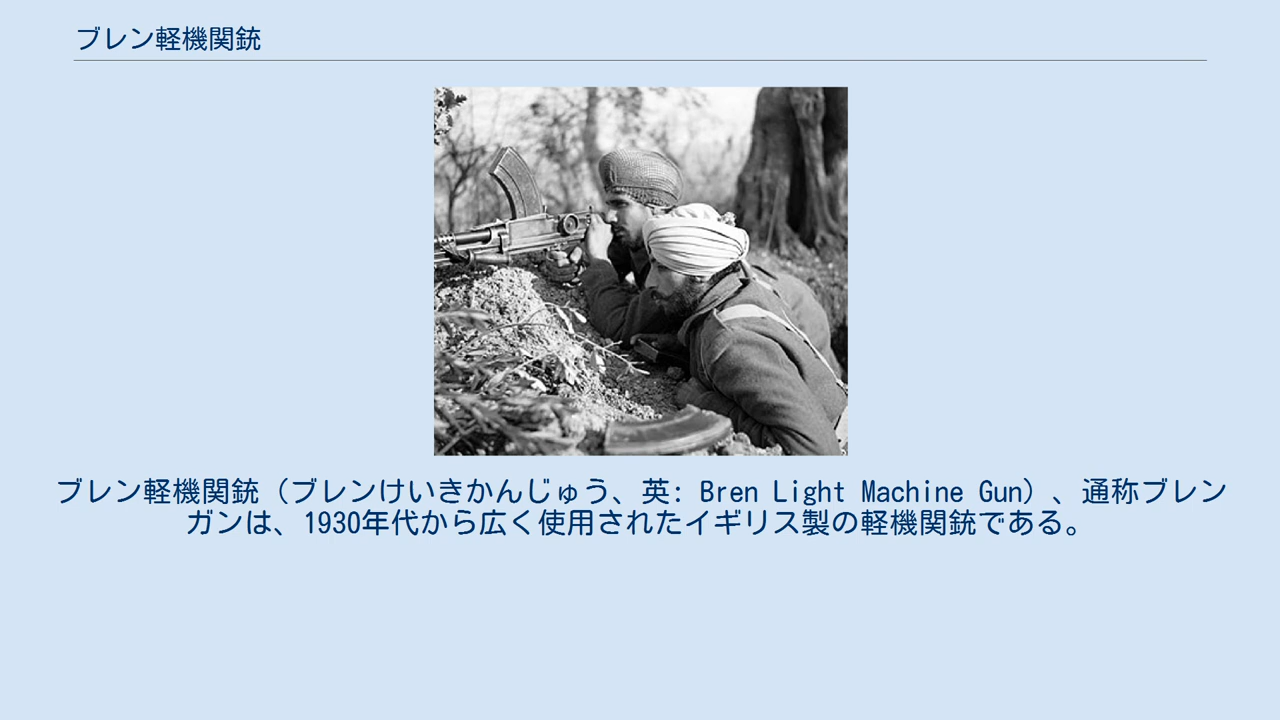 ブレン軽機関銃
ブレン軽機関銃（ブレンけいきかんじゅう、英: Bren Light Machine Gun）、通称ブレン
ガンは、1930年代から広く使用されたイギリス製の軽機関銃である。